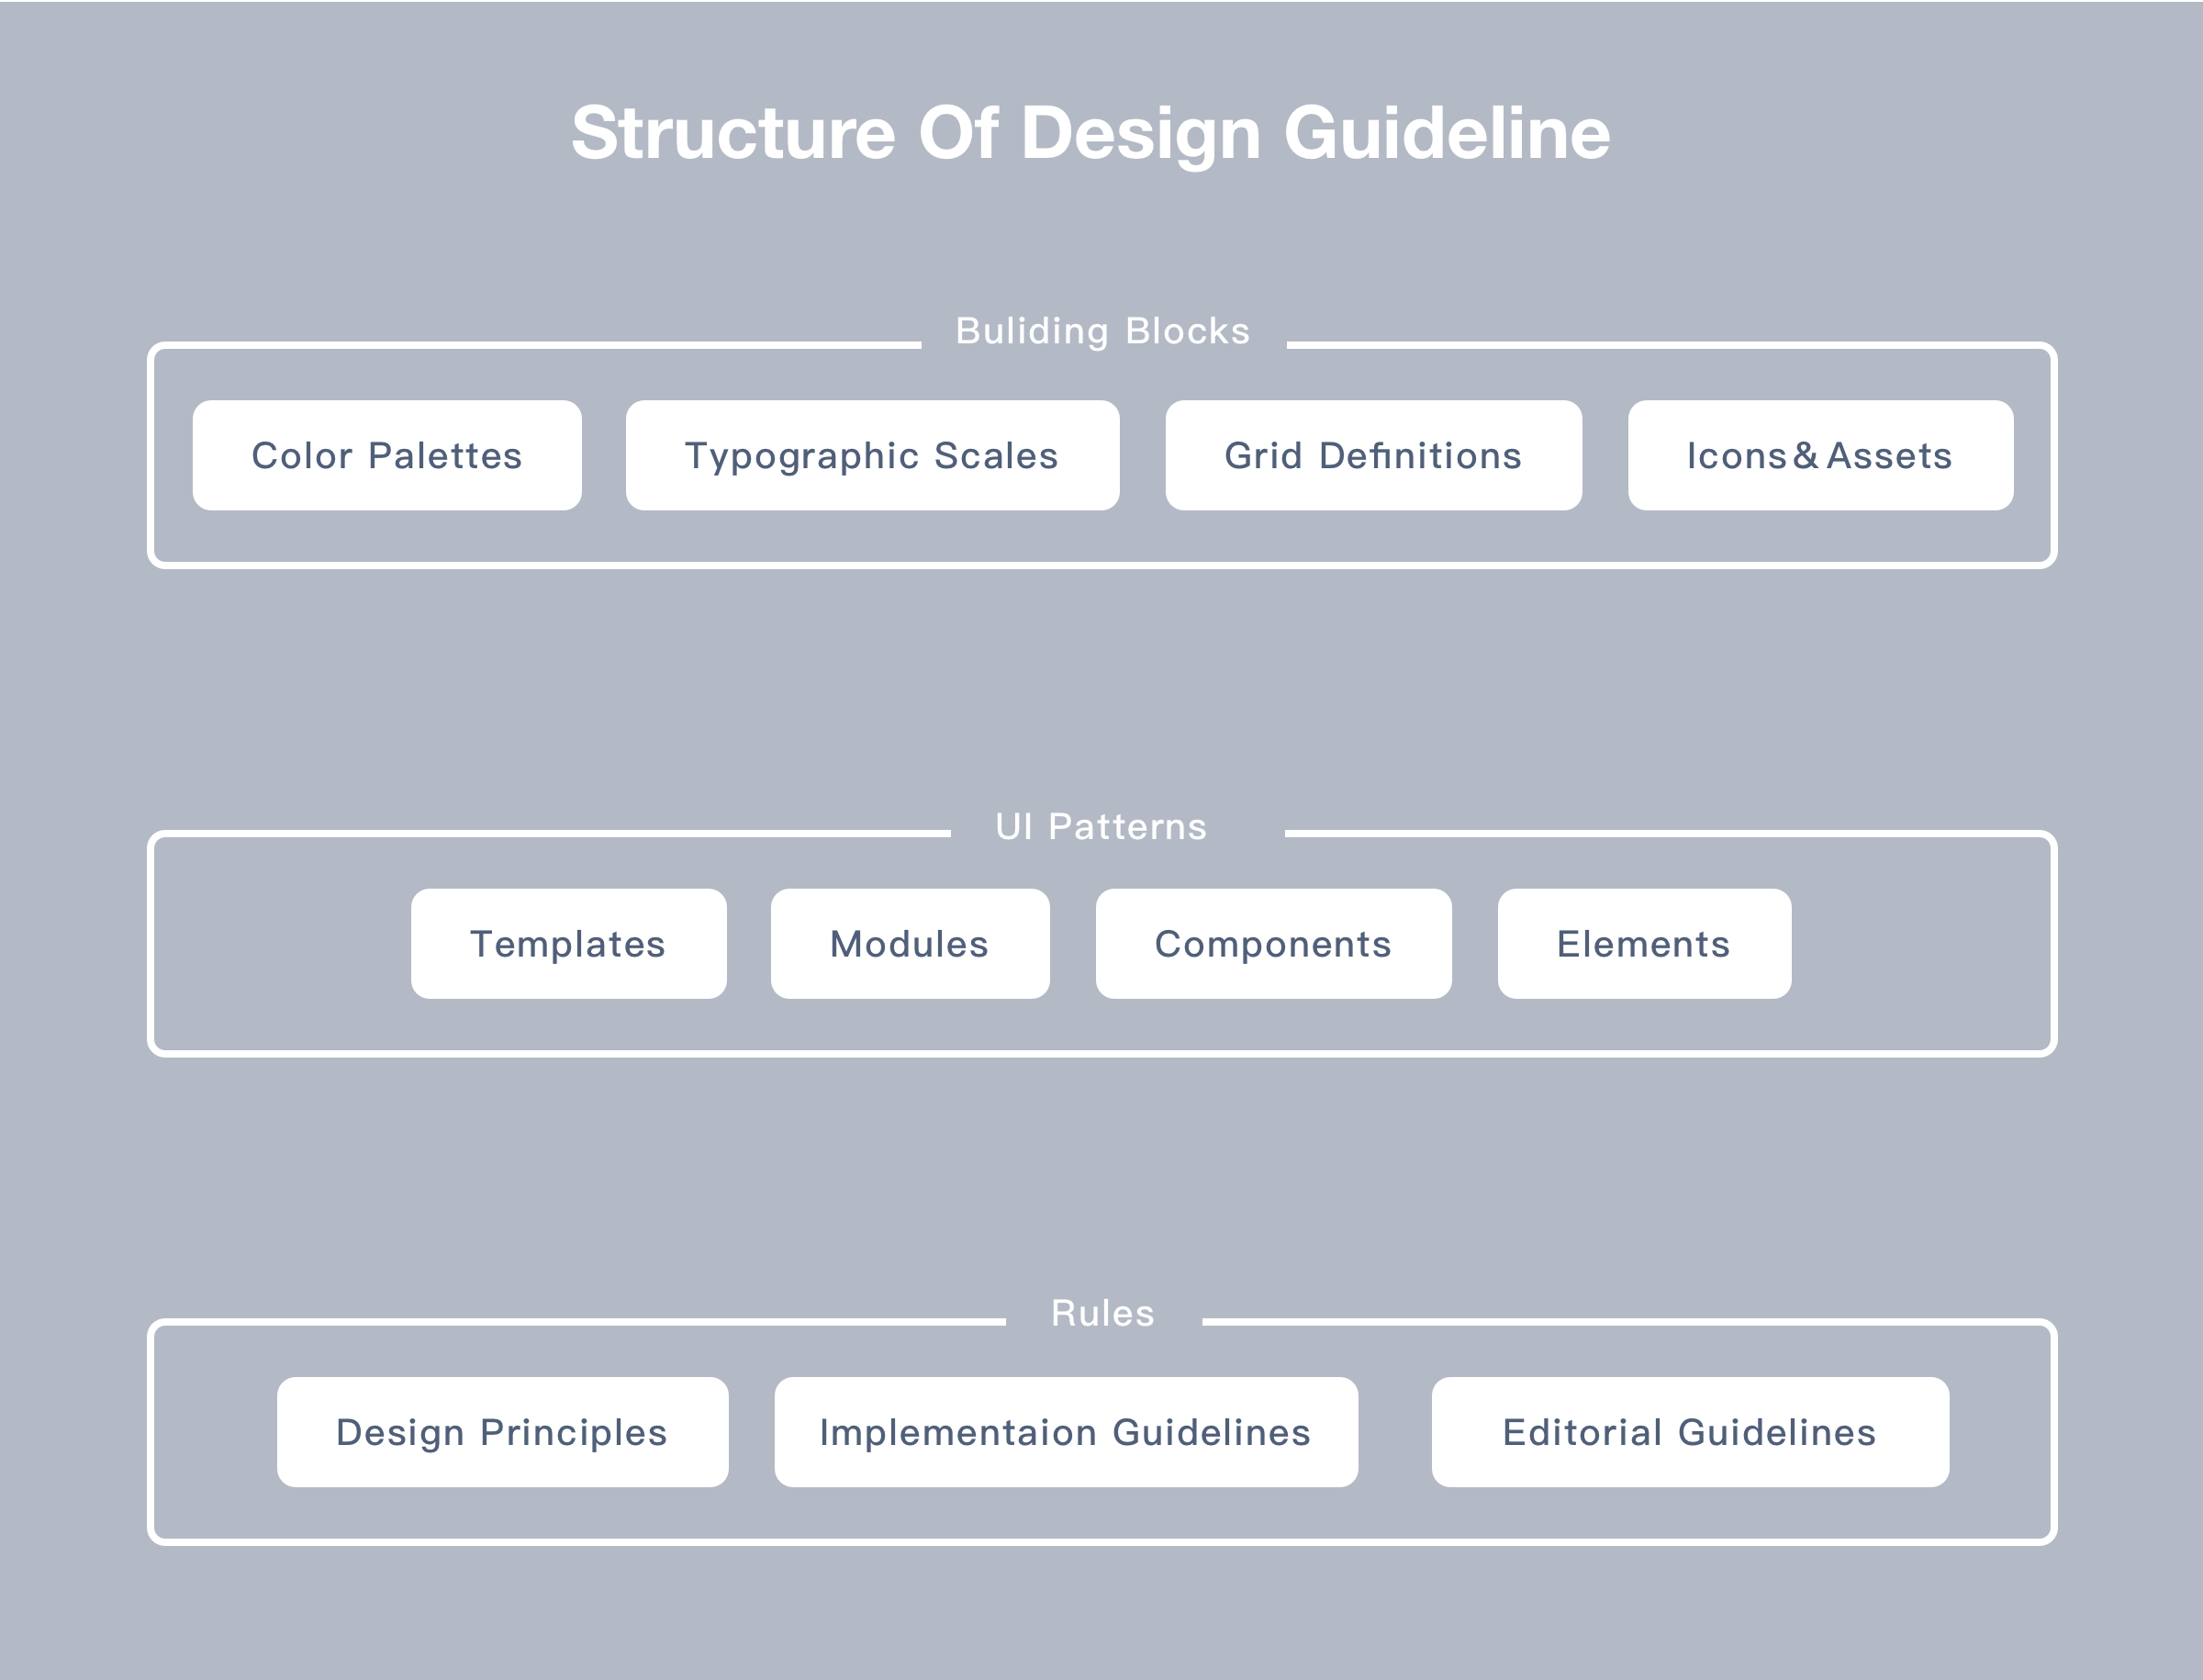 Structure Of Design Guideline
Buliding Blocks
Color Palettes
Typographic Scales
Grid Definitions
Icons&Assets
UI Patterns
Templates
Modules
Components
Elements
Rules
Design Principles
Implementaion Guidelines
Editorial Guidelines